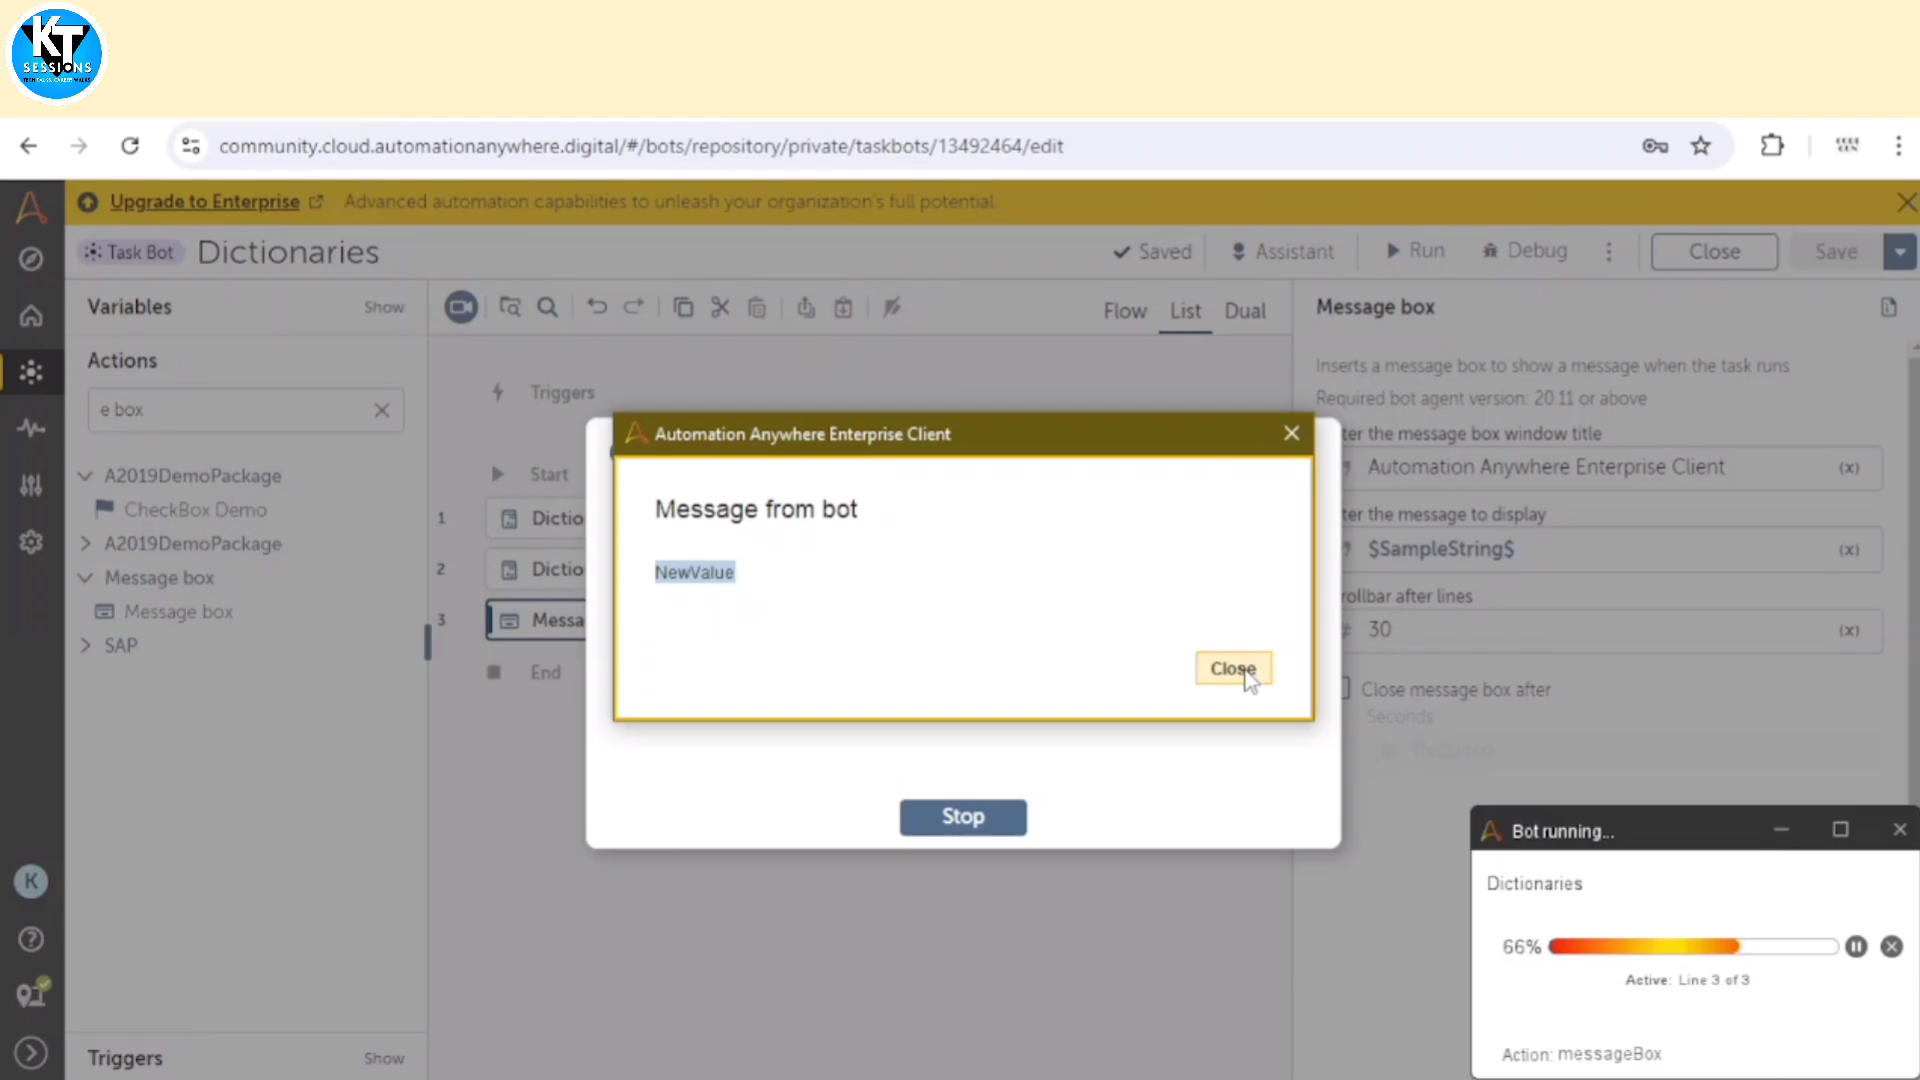 KT
SESSIONS
TECH TALKS, CAREER WALKS
community.cloud.automationanywhere.digital/#/bots/repository/private/taskbots/13492464/edit
Upgrade to Enterprise Advanced automation capabilities to unleash your organization's full potential.
Task Bot Dictionaries Saved Assistant Run Debug Close Save
Variables Show
Flow List Dual
Message box
Actions
Inserts a message box to show a message when the task runs
Required bot agent version: 20.11 or above
e box
Triggers
Automation Anywhere Enterprise Client
ter the message box window title
Automation Anywhere Enterprise Client (x)
A2019DemoPackage
Start
CheckBox Demo
Message from bot
ter the message to display
1 Dictio
A2019DemoPackage
$SampleString$ (x)
2 Dictio
NewValue
Message box
rollbar after lines
Message box
3 Messa
30 (x)
SAP
End
Close
Close message box after
Seconds
Stop
Bot running...
K
Dictionaries
66%
Active: Line 3 of 3
Triggers Show
Action: messageBox